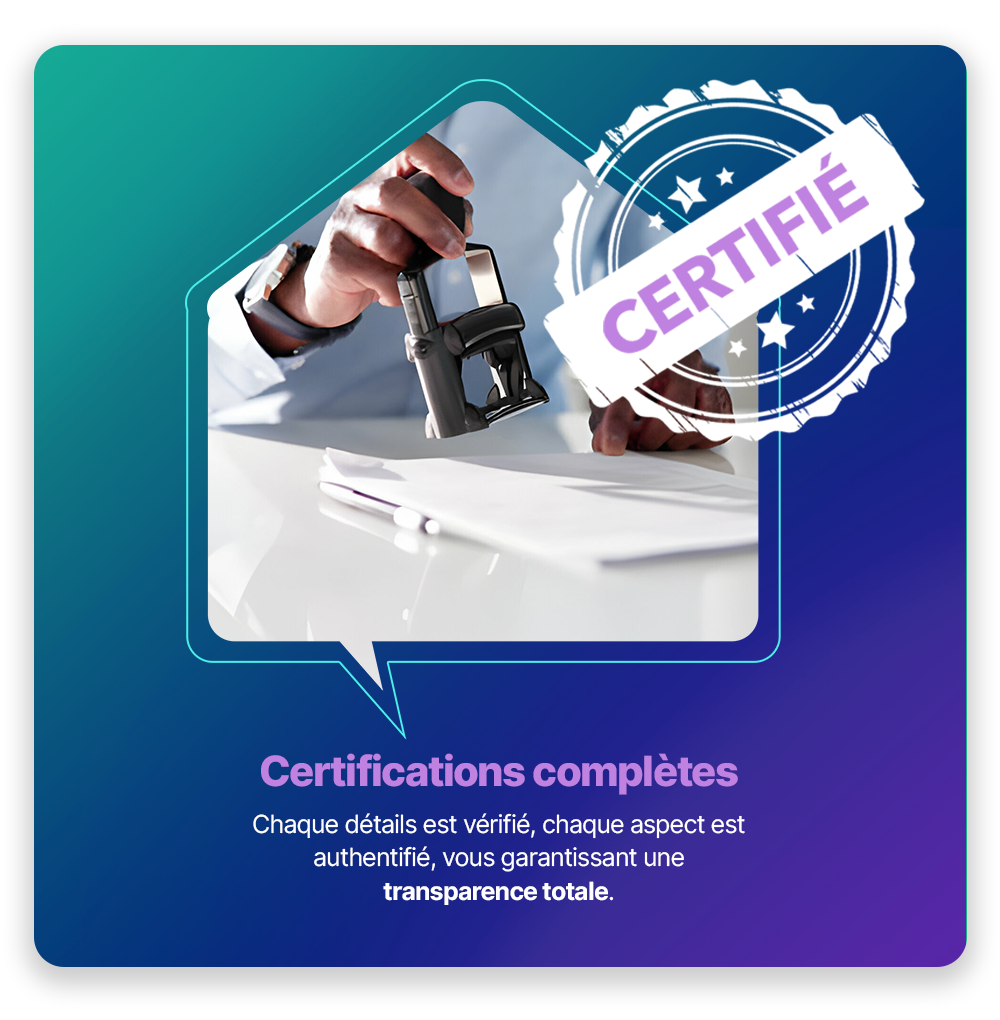 CERTIFIÉ
Certifications complètes
Chaque détails est vérifié, chaque aspect est
authentifié, vous garantissant une
transparence totale.